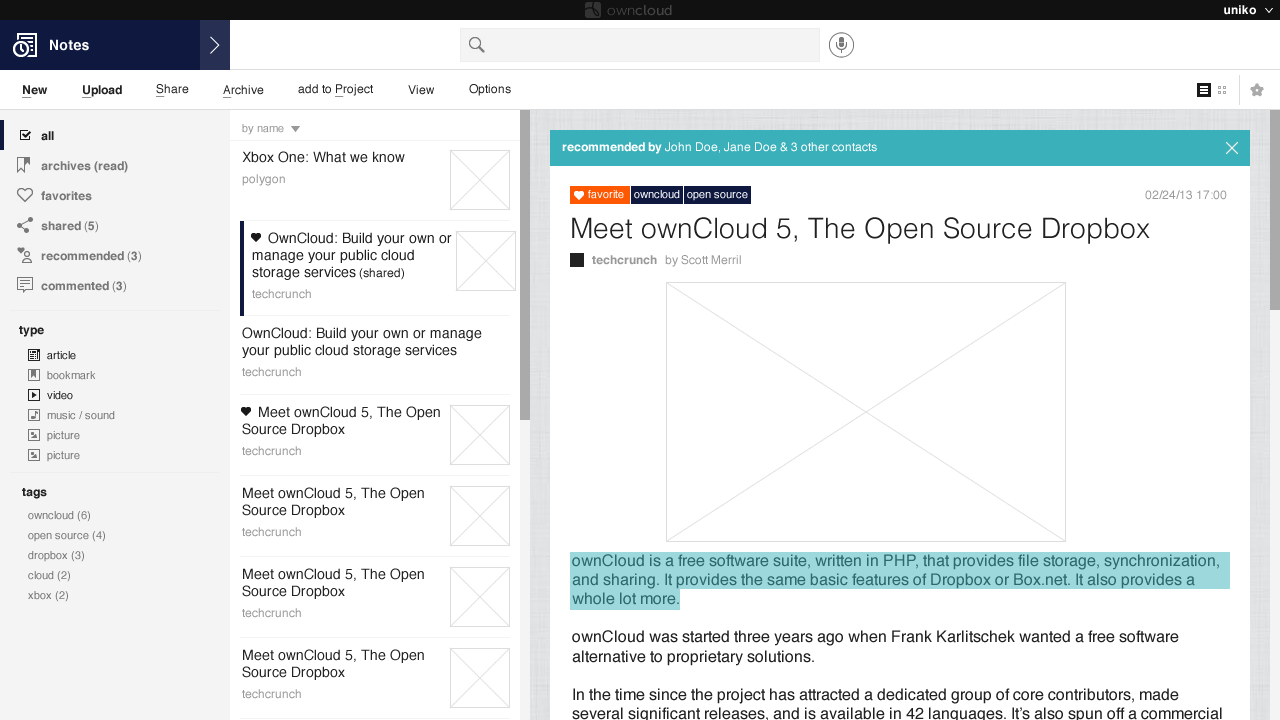 owncloud
uniko
Notes
New Upload Share Archive add to Project View Options
all
archives (read)
favorites
shared (5)
recommended (3)
commented (3)
type
article
bookmark
video
music / sound
picture
picture
tags
owncloud (6)
open source (4)
dropbox (3)
cloud (2)
xbox (2)
by name
Xbox One: What we know
polygon
OwnCloud: Build your own or
manage your public cloud
storage services (shared)
techcrunch
OwnCloud: Build your own or manage
your public cloud storage services
techcrunch
Meet ownCloud 5, The Open
Source Dropbox
techcrunch
Meet ownCloud 5, The Open
Source Dropbox
techcrunch
Meet ownCloud 5, The Open
Source Dropbox
techcrunch
Meet ownCloud 5, The Open
Source Dropbox
techcrunch
recommended by John Doe, Jane Doe & 3 other contacts
favorite owncloud open source
02/24/13 17:00
Meet ownCloud 5, The Open Source Dropbox
techcrunch by Scott Merril
ownCloud is a free software suite, written in PHP, that provides file storage, synchronization,
and sharing. It provides the same basic features of Dropbox or Box.net. It also provides a
whole lot more.
ownCloud was started three years ago when Frank Karlitschek wanted a free software
alternative to proprietary solutions.
In the time since the project has attracted a dedicated group of core contributors, made
several significant releases, and is available in 42 languages. It's also spun off a commercial